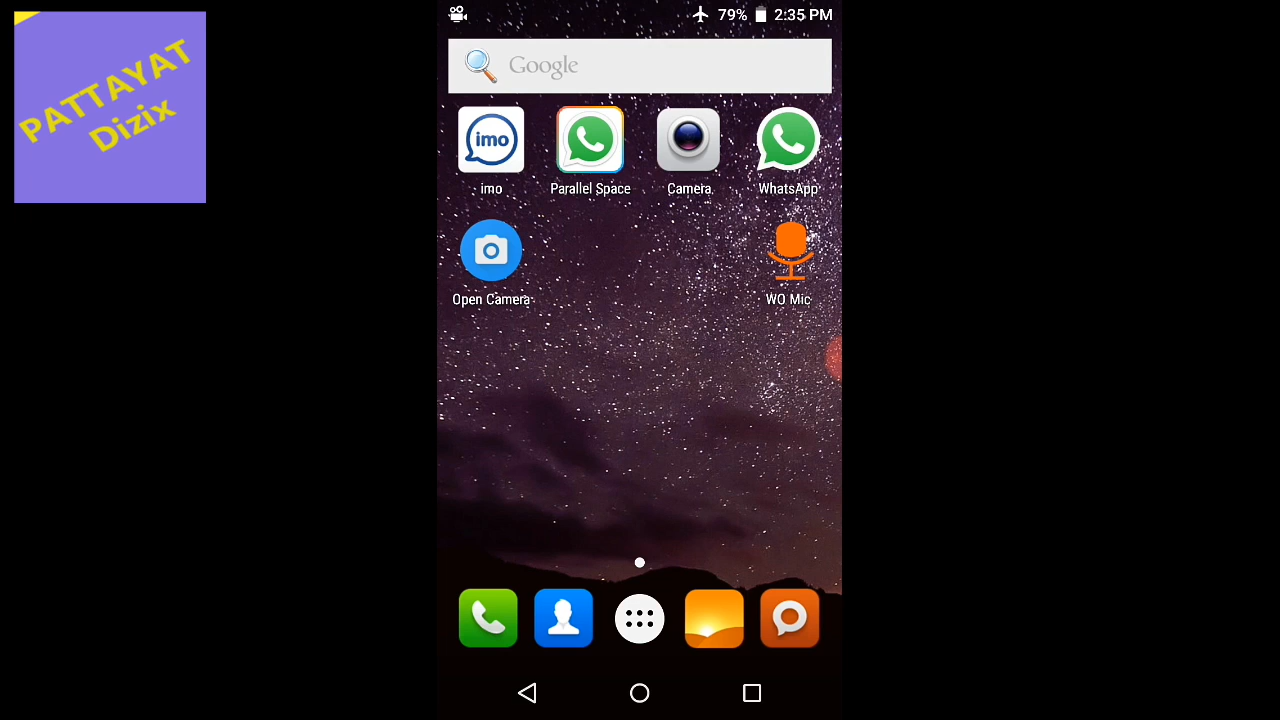 PATTAYAT
Dizix
79% 2:35 PM
Google
imo
imo
Parallel Space
Camera
WhatsApp
Open Camera
WO Mic